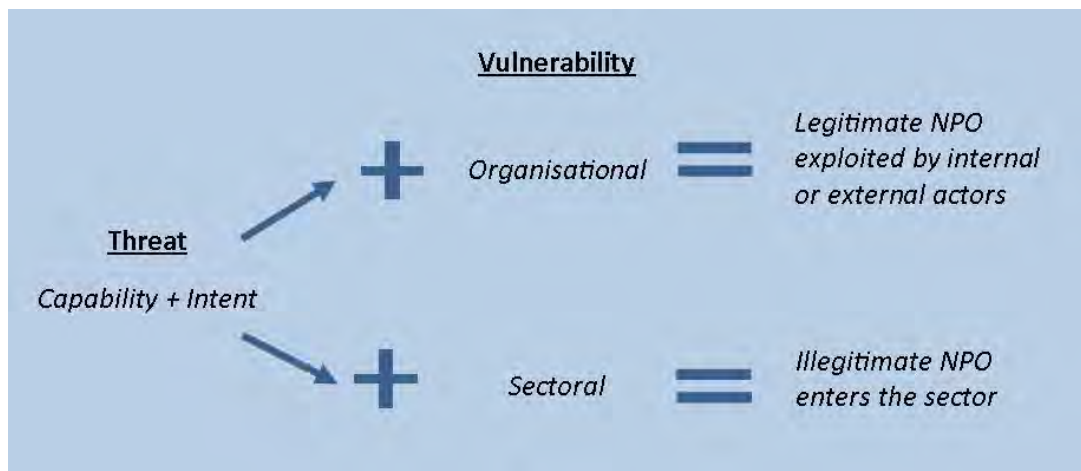 Vulnerability
+ Organisational =
Legitimate NPO
exploited by internal
or external actors
Threat
Capability + Intent
+ Sectoral =
Illegitimate NPO
enters the sector